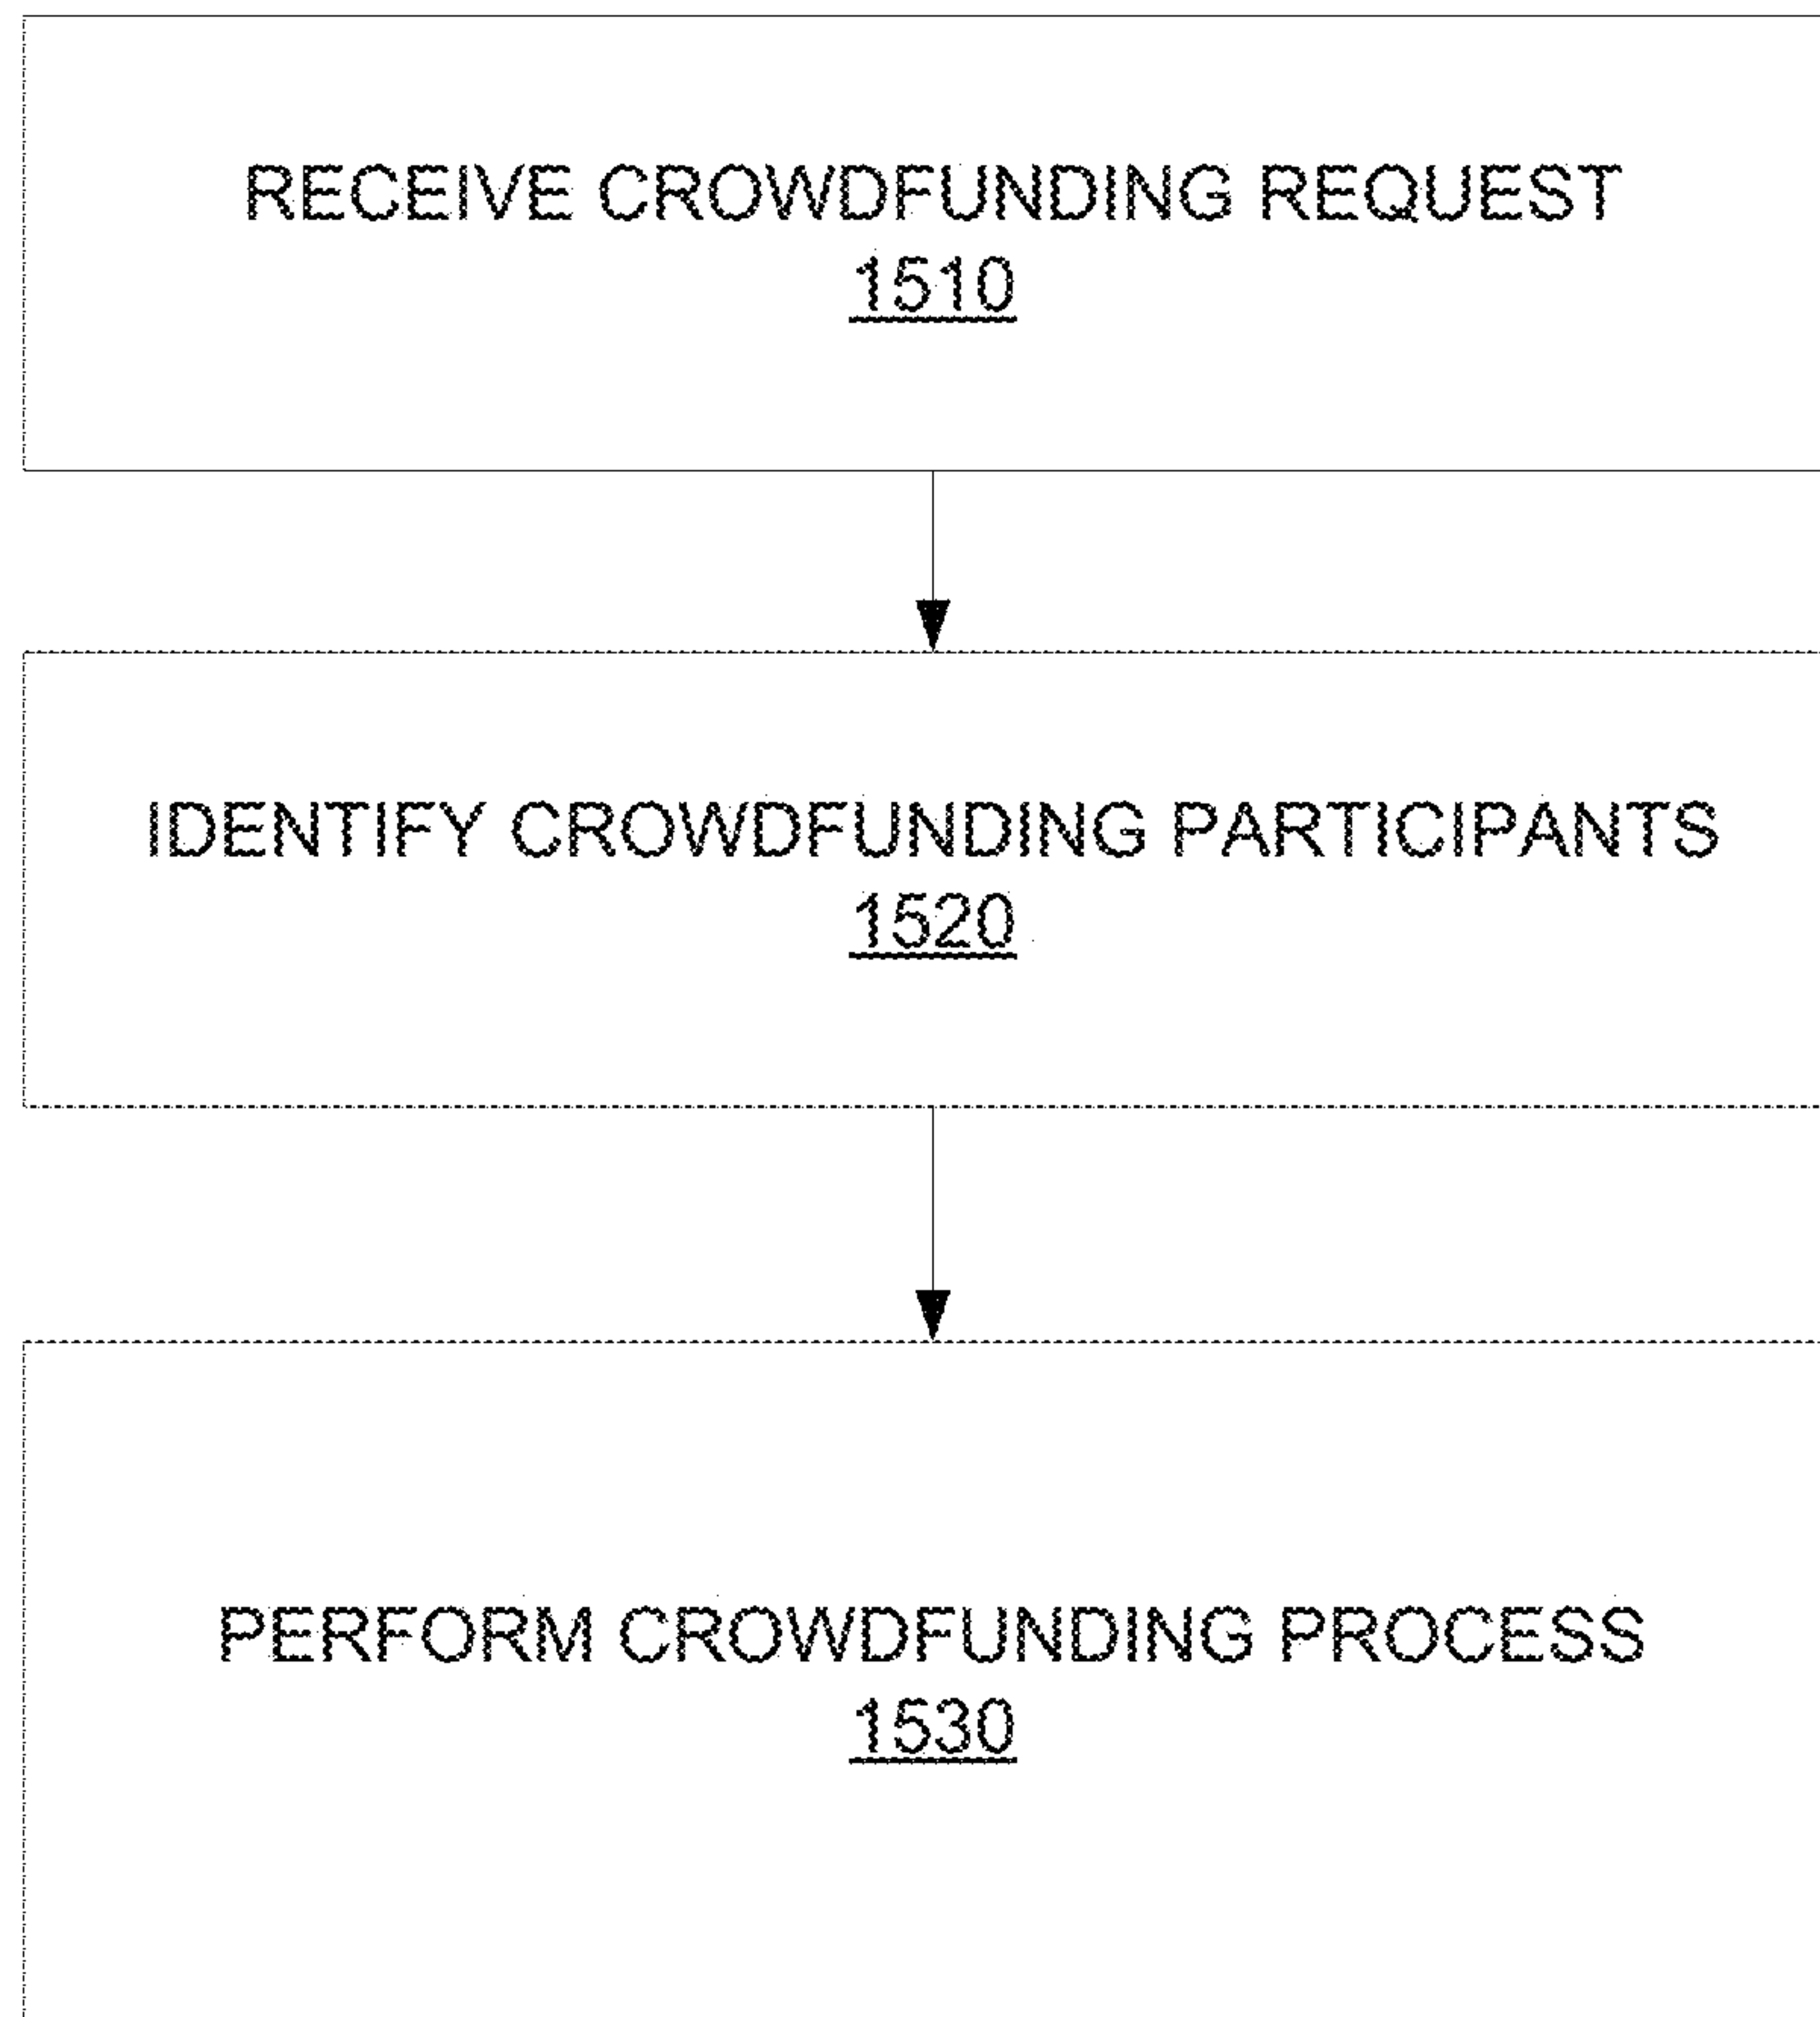 RECEIVE CROWDFUNDING REQUEST
1510
IDENTIFY CROWDFUNDING PARTICIPANTS
1520
PERFORM CROWDFUNDING PROCESS
1530